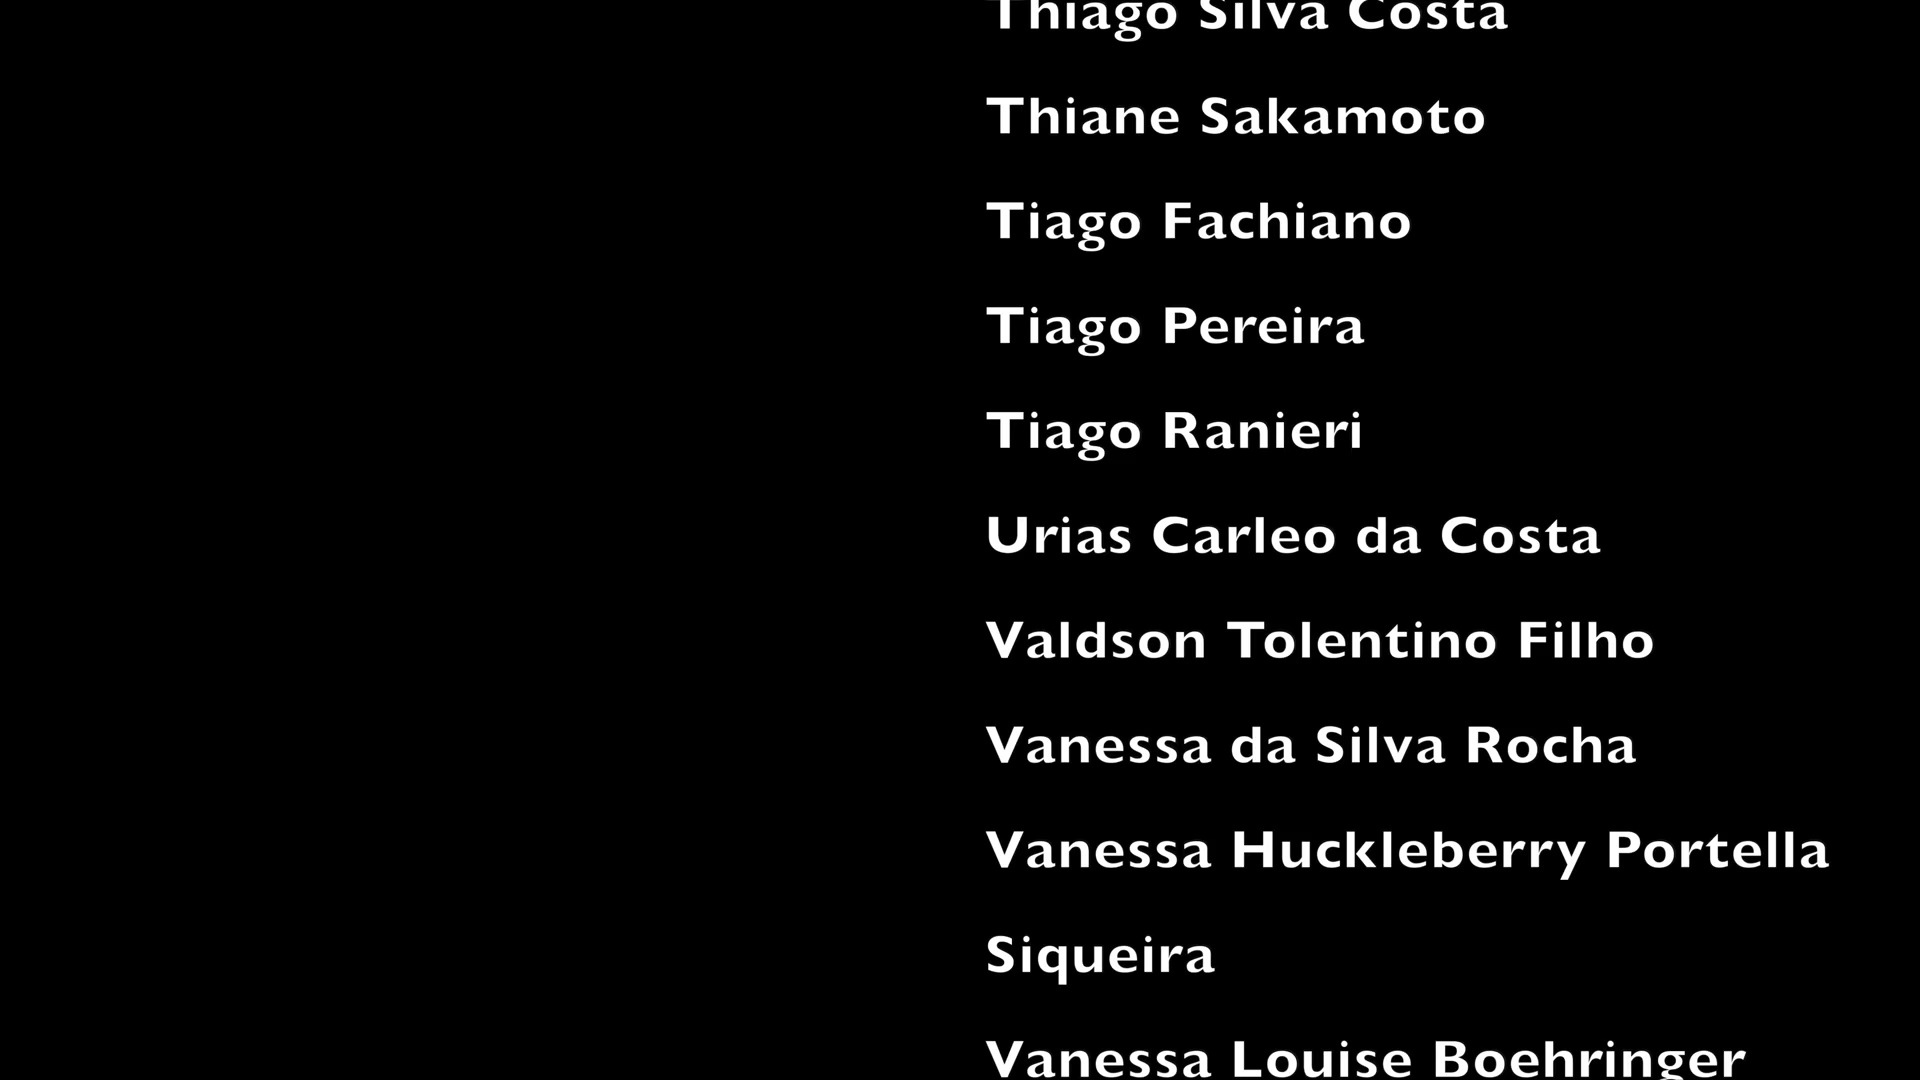 Thiago Silva Costa
Thiane Sakamoto
Tiago Fachiano
Tiago Pereira
Tiago Ranieri
Urias Carleo da Costa
Valdson Tolentino Filho
Vanessa da Silva Rocha
Vanessa Huckleberry Portella
Siqueira
Vanessa Louise Boehringer